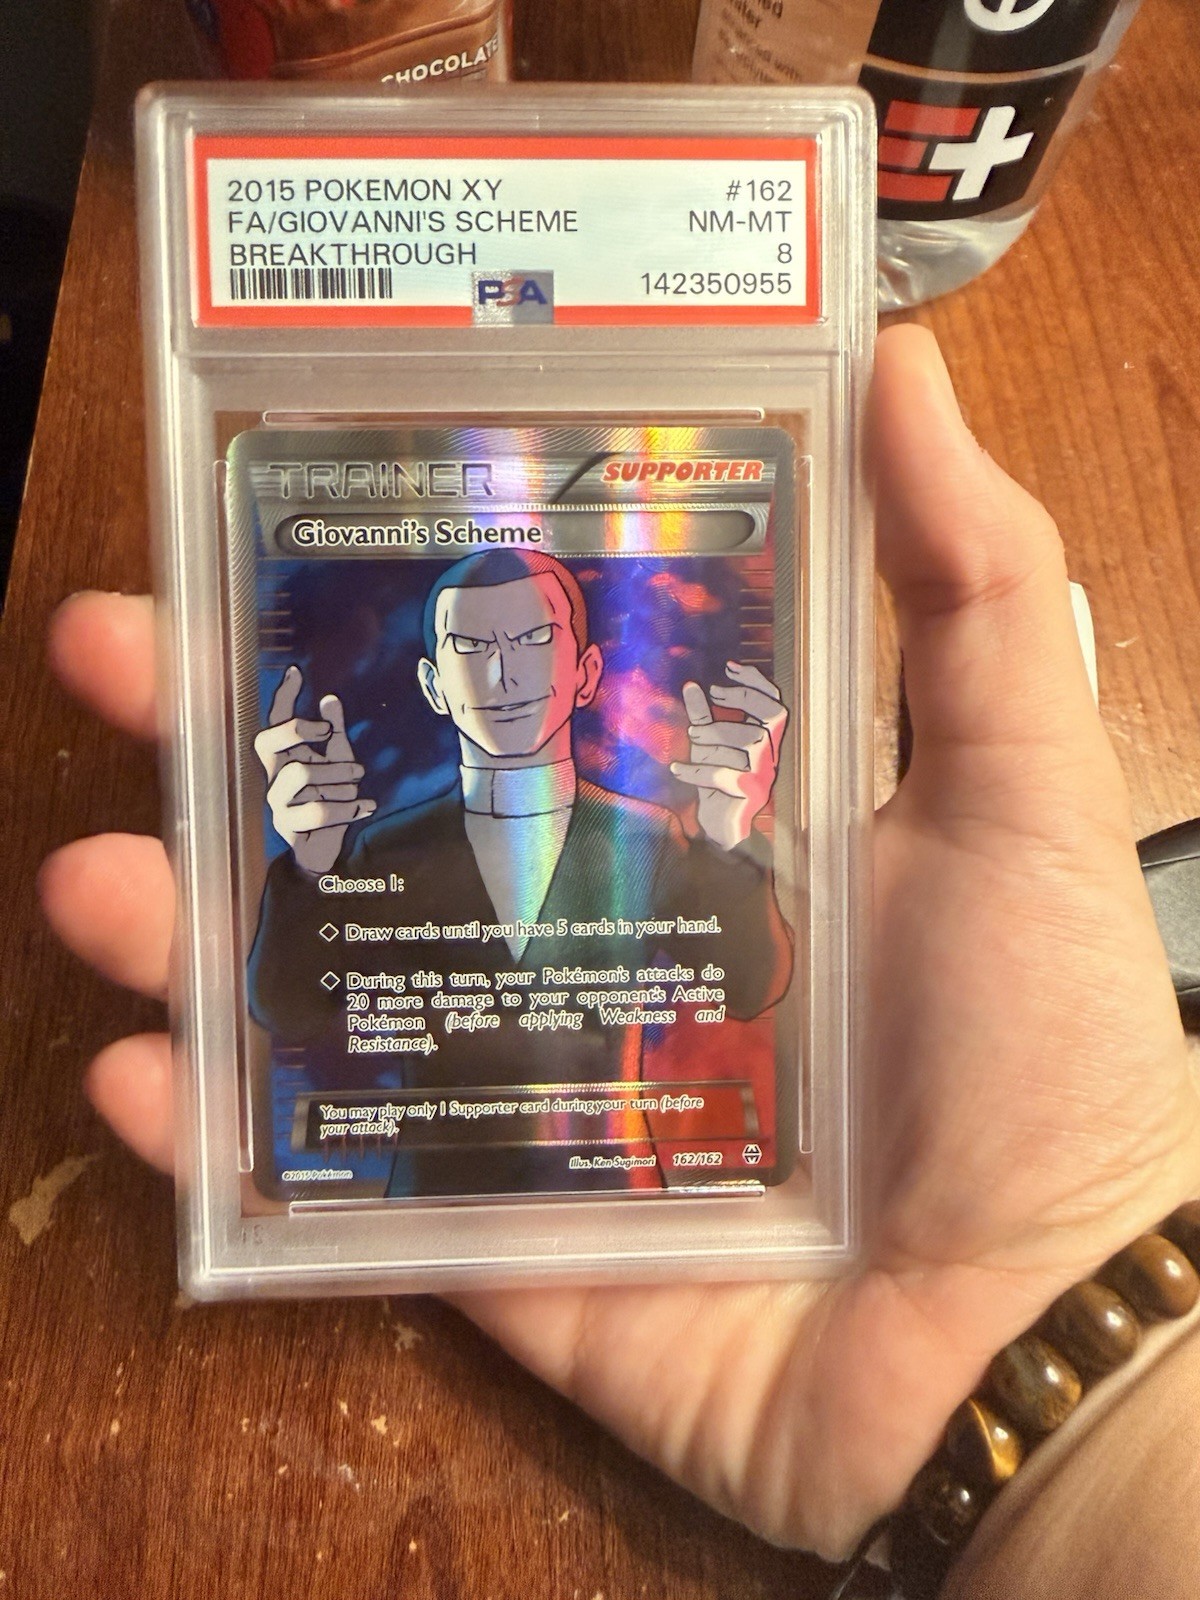 CHOCOLATE
E+
2015 POKEMON XY #162
FA/GIOVANNI'S SCHEME NM-MT
BREAKTHROUGH 8
PSA 142350955
TRAINER SUPPORTER
Giovanni's Scheme
Choose 1:
Draw cards until you have 5 cards in your hand.
During this turn, your Pokémon's attacks do
20 more damage to your opponent's Active
Pokémon (before applying Weakness and
Resistance).
You may play only 1 Supporter card during your turn (before
your attack).
Illus. Ken Sugimori 162/162
©2015 Pokémon